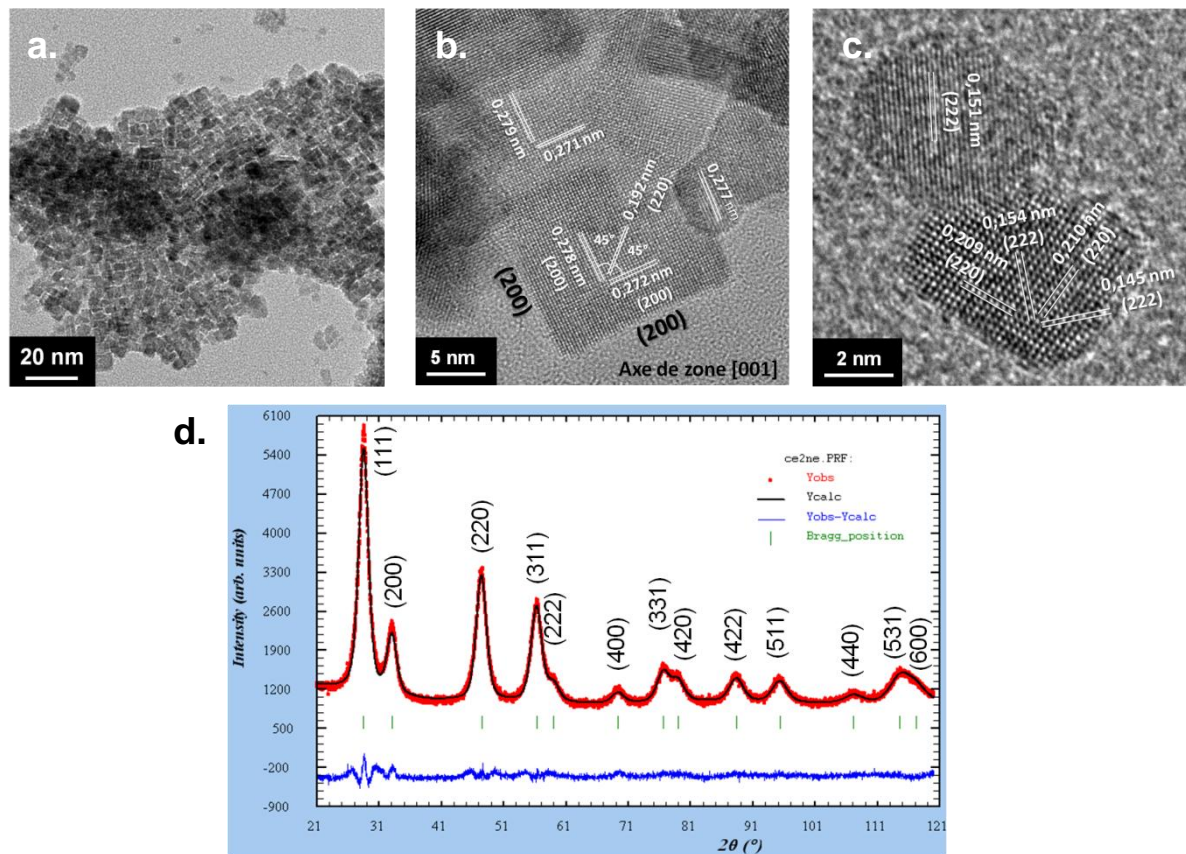 a.
20 nm
b.
0,279 nm
0,271 nm
0,192 nm
(220)
0,277 nm
45°
45°
0,278 nm
(200)
0,272 nm
(200)
(200)
(200)
5 nm
Axe de zone [001]
c.
0,151 nm
(222)
0,154 nm
(222)
0,209 nm
(220)
0,210 nm
(220)
0,145 nm
(222)
2 nm
d.
6100
5400
4700
4000
3300
2600
1900
1200
500
-200
-900
Intensity (arb. units)
(111)
(200)
(220)
(311)
(222)
(400)
(331)
(420)
(422)
(511)
(440)
(531)
(600)
ce2ne.PRF:
Yobs
Ycalc
Yobs-Ycalc
Bragg_position
21 31 41 51 61 71 81 91 101 111 121
2θ (°)